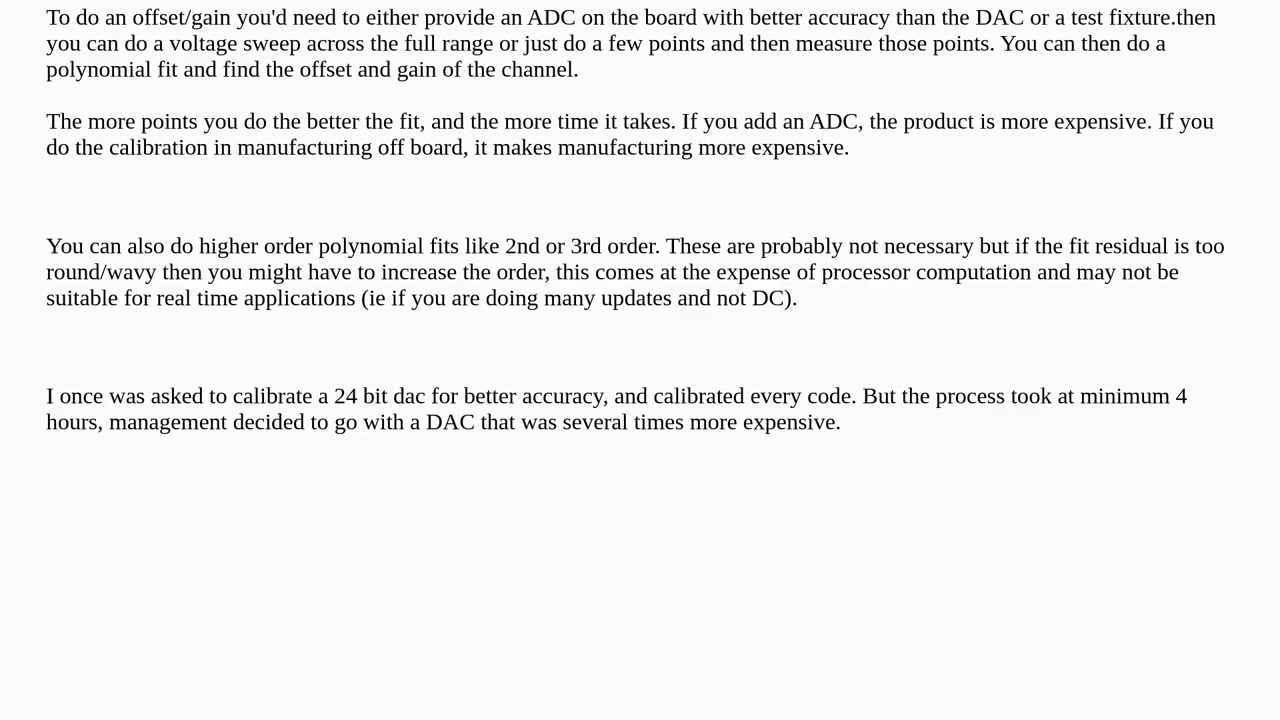 To do an offset/gain you'd need to either provide an ADC on the board with better accuracy than the DAC or a test fixture.then
you can do a voltage sweep across the full range or just do a few points and then measure those points. You can then do a
polynomial fit and find the offset and gain of the channel.
The more points you do the better the fit, and the more time it takes. If you add an ADC, the product is more expensive. If you
do the calibration in manufacturing off board, it makes manufacturing more expensive.
You can also do higher order polynomial fits like 2nd or 3rd order. These are probably not necessary but if the fit residual is too
round/wavy then you might have to increase the order, this comes at the expense of processor computation and may not be
suitable for real time applications (ie if you are doing many updates and not DC).
I once was asked to calibrate a 24 bit dac for better accuracy, and calibrated every code. But the process took at minimum 4
hours, management decided to go with a DAC that was several times more expensive.